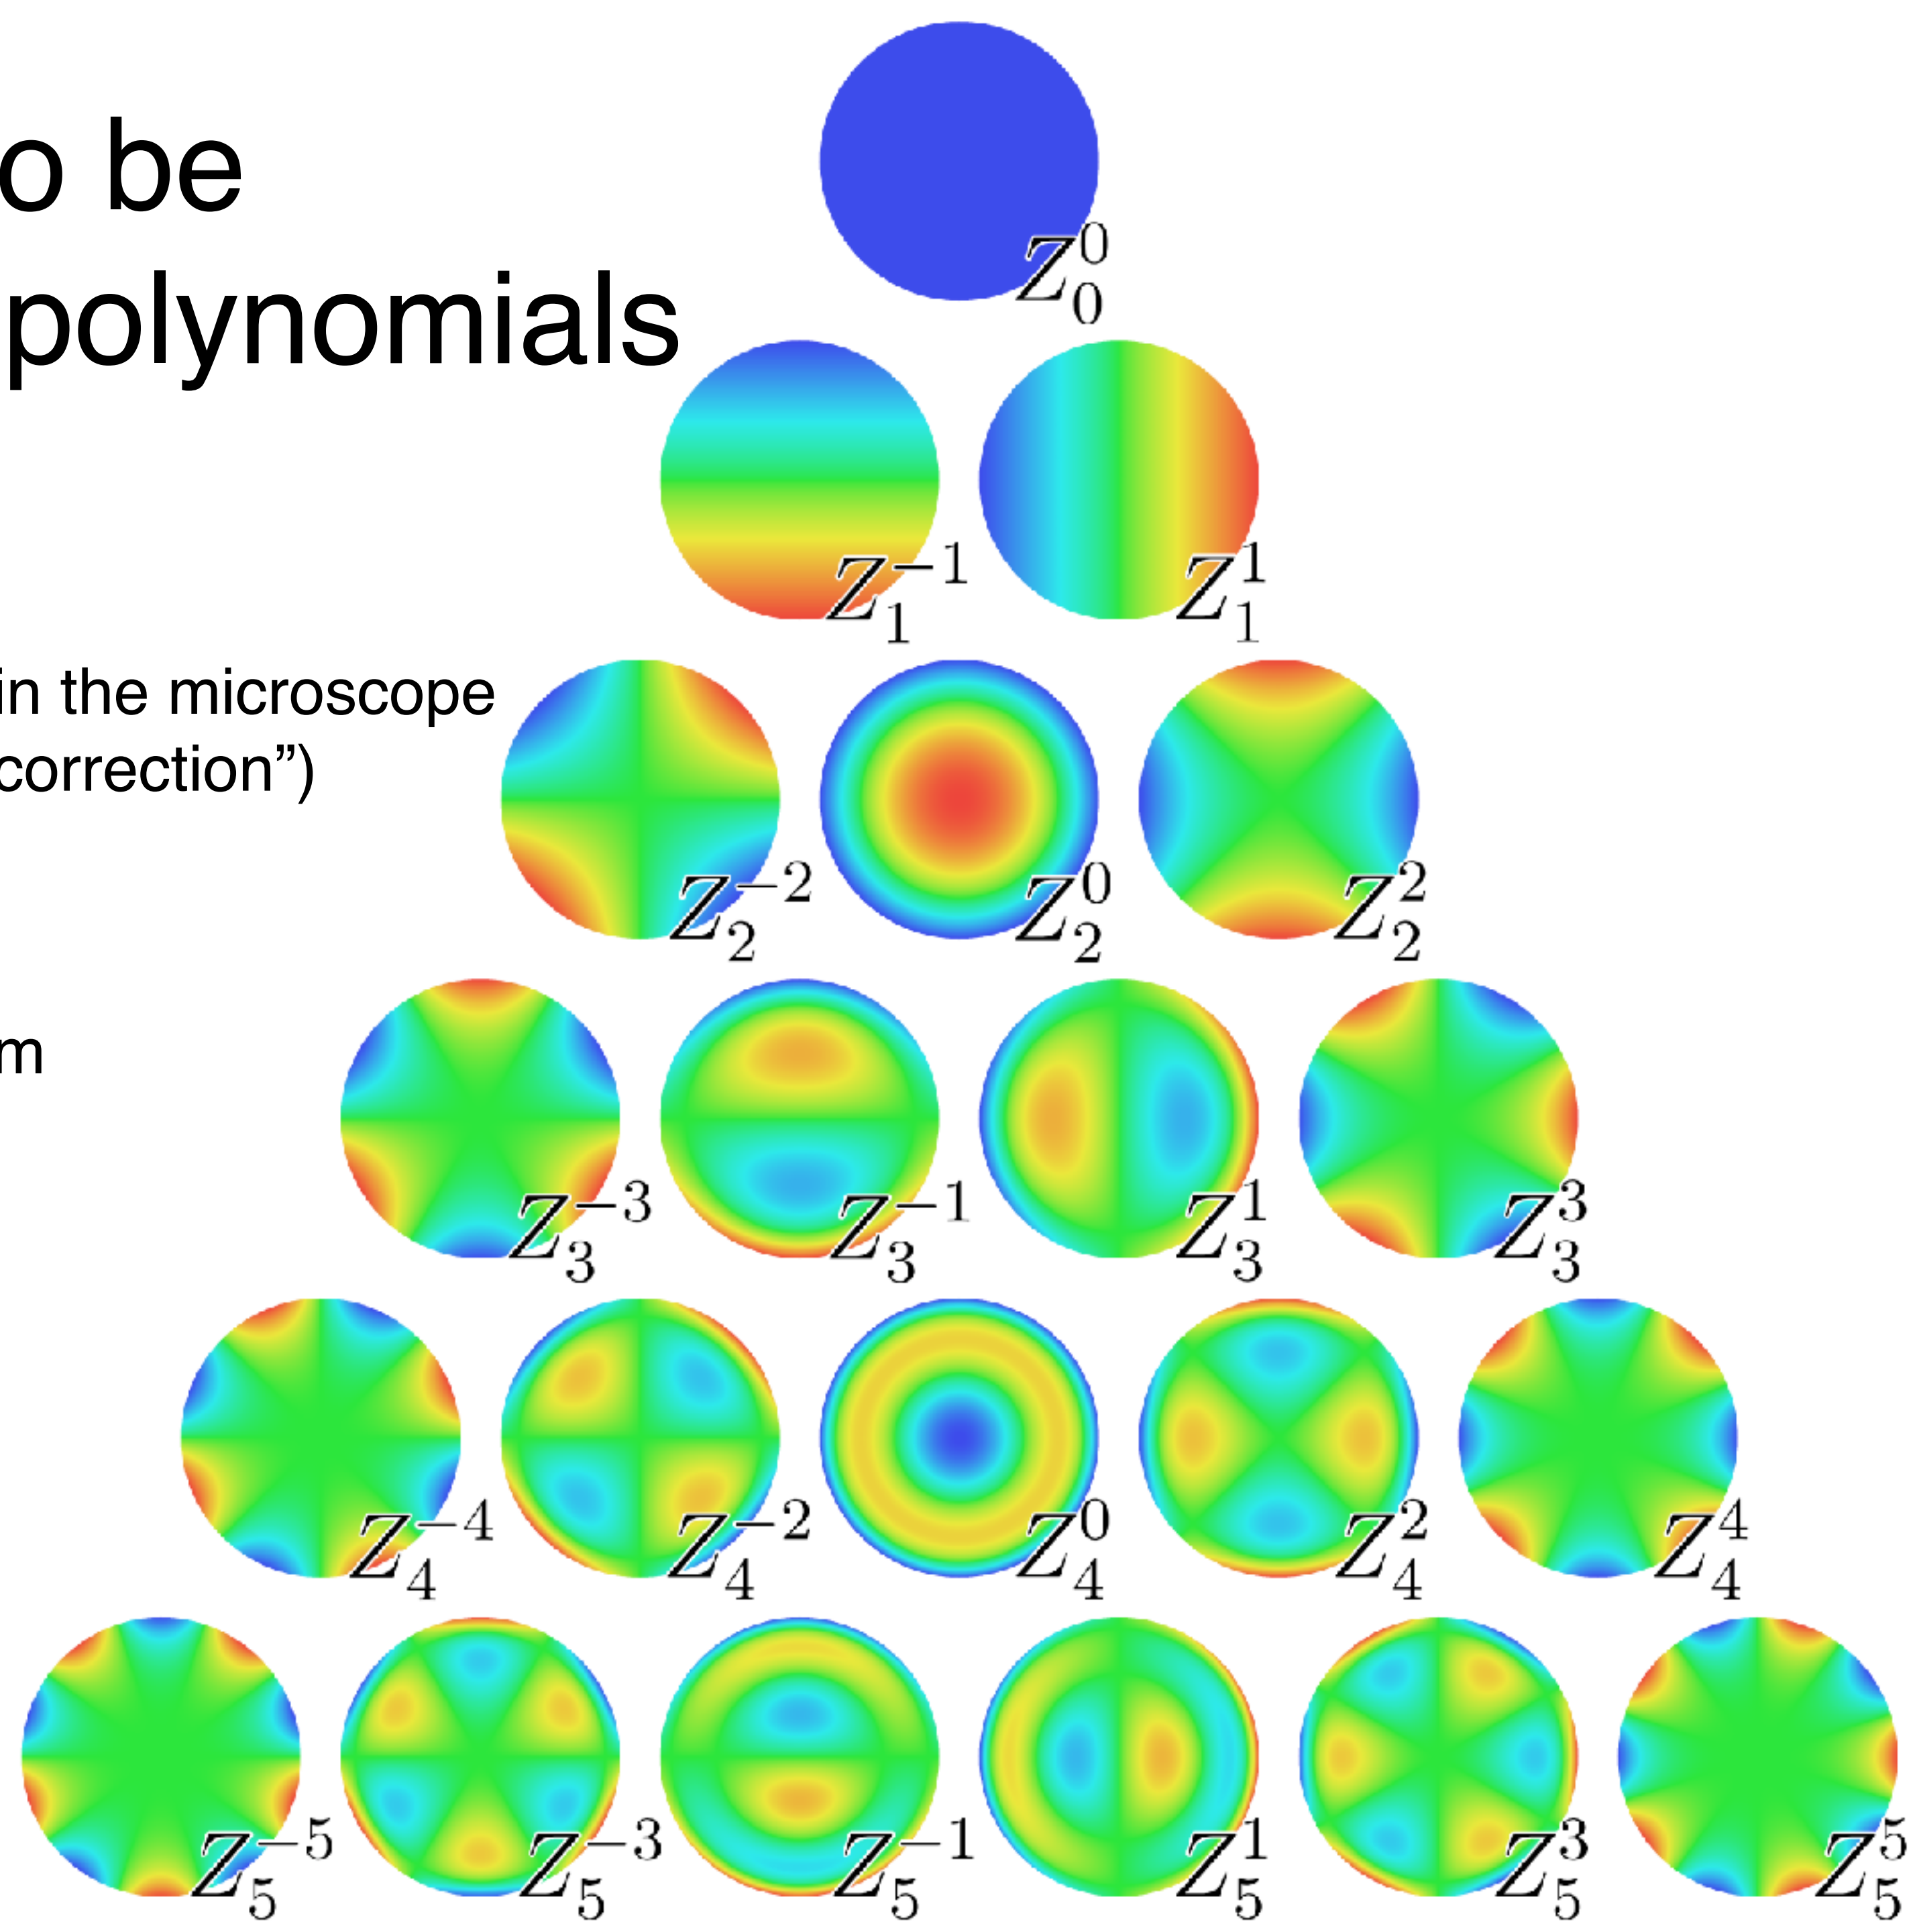 o be
polynomials
in the microscope
correction”)
m
Z_0^0
Z_1^{-1} Z_1^1
Z_2^{-2} Z_2^0 Z_2^2
Z_3^{-3} Z_3^{-1} Z_3^1 Z_3^3
Z_4^{-4} Z_4^{-2} Z_4^0 Z_4^2 Z_4^4
Z_5^{-5} Z_5^{-3} Z_5^{-1} Z_5^1 Z_5^3 Z_5^5